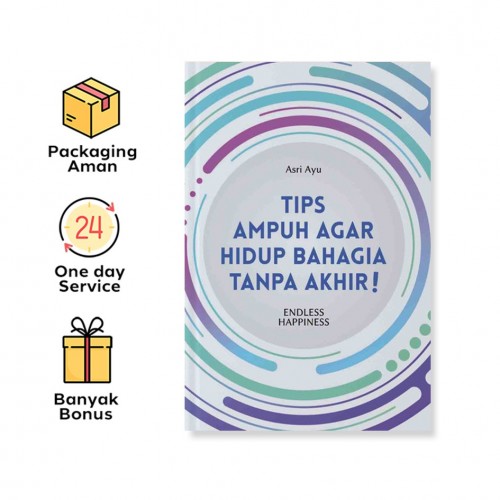 Packaging
Aman
24
One day
Service
Banyak
Bonus
Asri Ayu
TIPS
AMPUH AGAR
HIDUP BAHAGIA
TANPA AKHIR!
ENDLESS
HAPPINESS